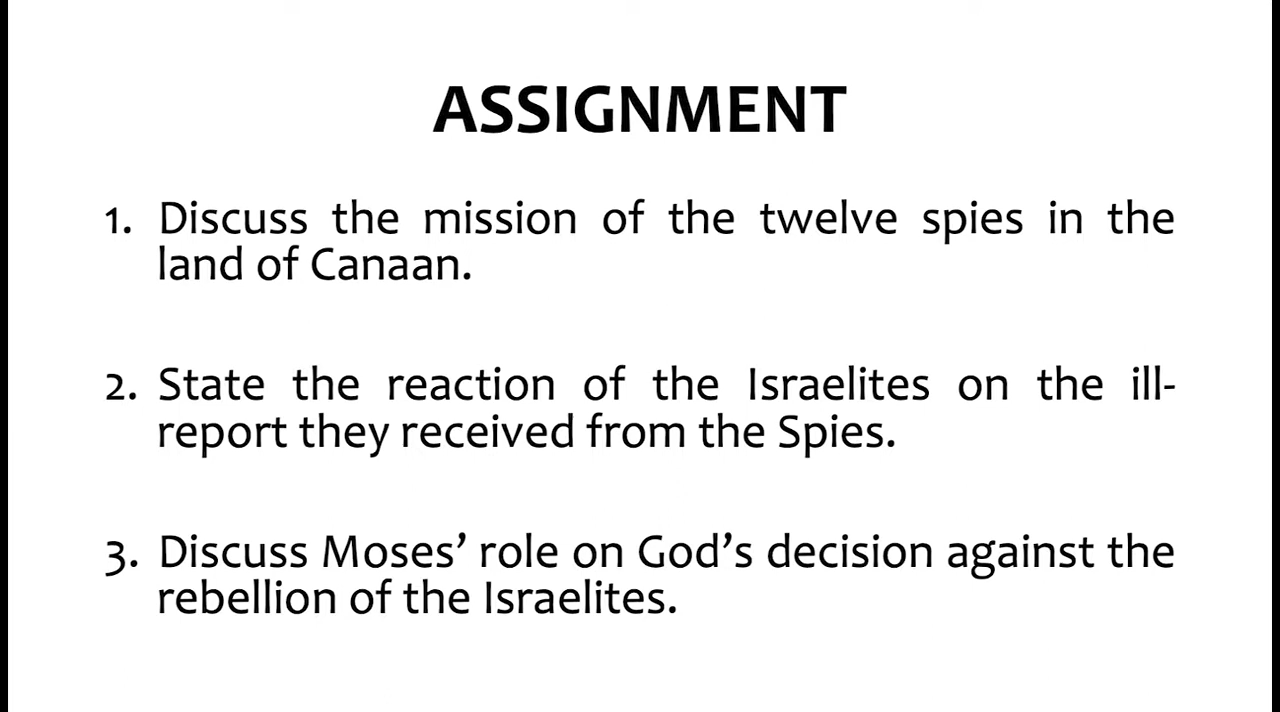 ASSIGNMENT
1. Discuss the mission of the twelve spies in the
land of Canaan.
2. State the reaction of the Israelites on the ill-
report they received from the Spies.
3. Discuss Moses’ role on God’s decision against the
rebellion of the Israelites.